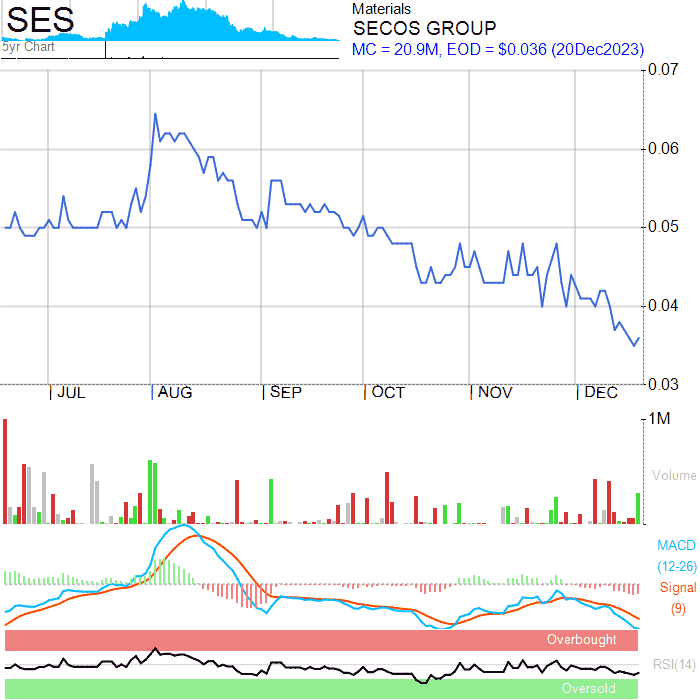 SES
5yr Chart
Materials
SECOS GROUP
MC = 20.9M, EOD = $0.036 (20Dec2023)
0.07
0.06
0.05
0.04
0.03
JUL AUG SEP OCT NOV DEC
1M
Volume
MACD
(12-26)
Signal
(9)
Overbought
RSI(14)
Oversold